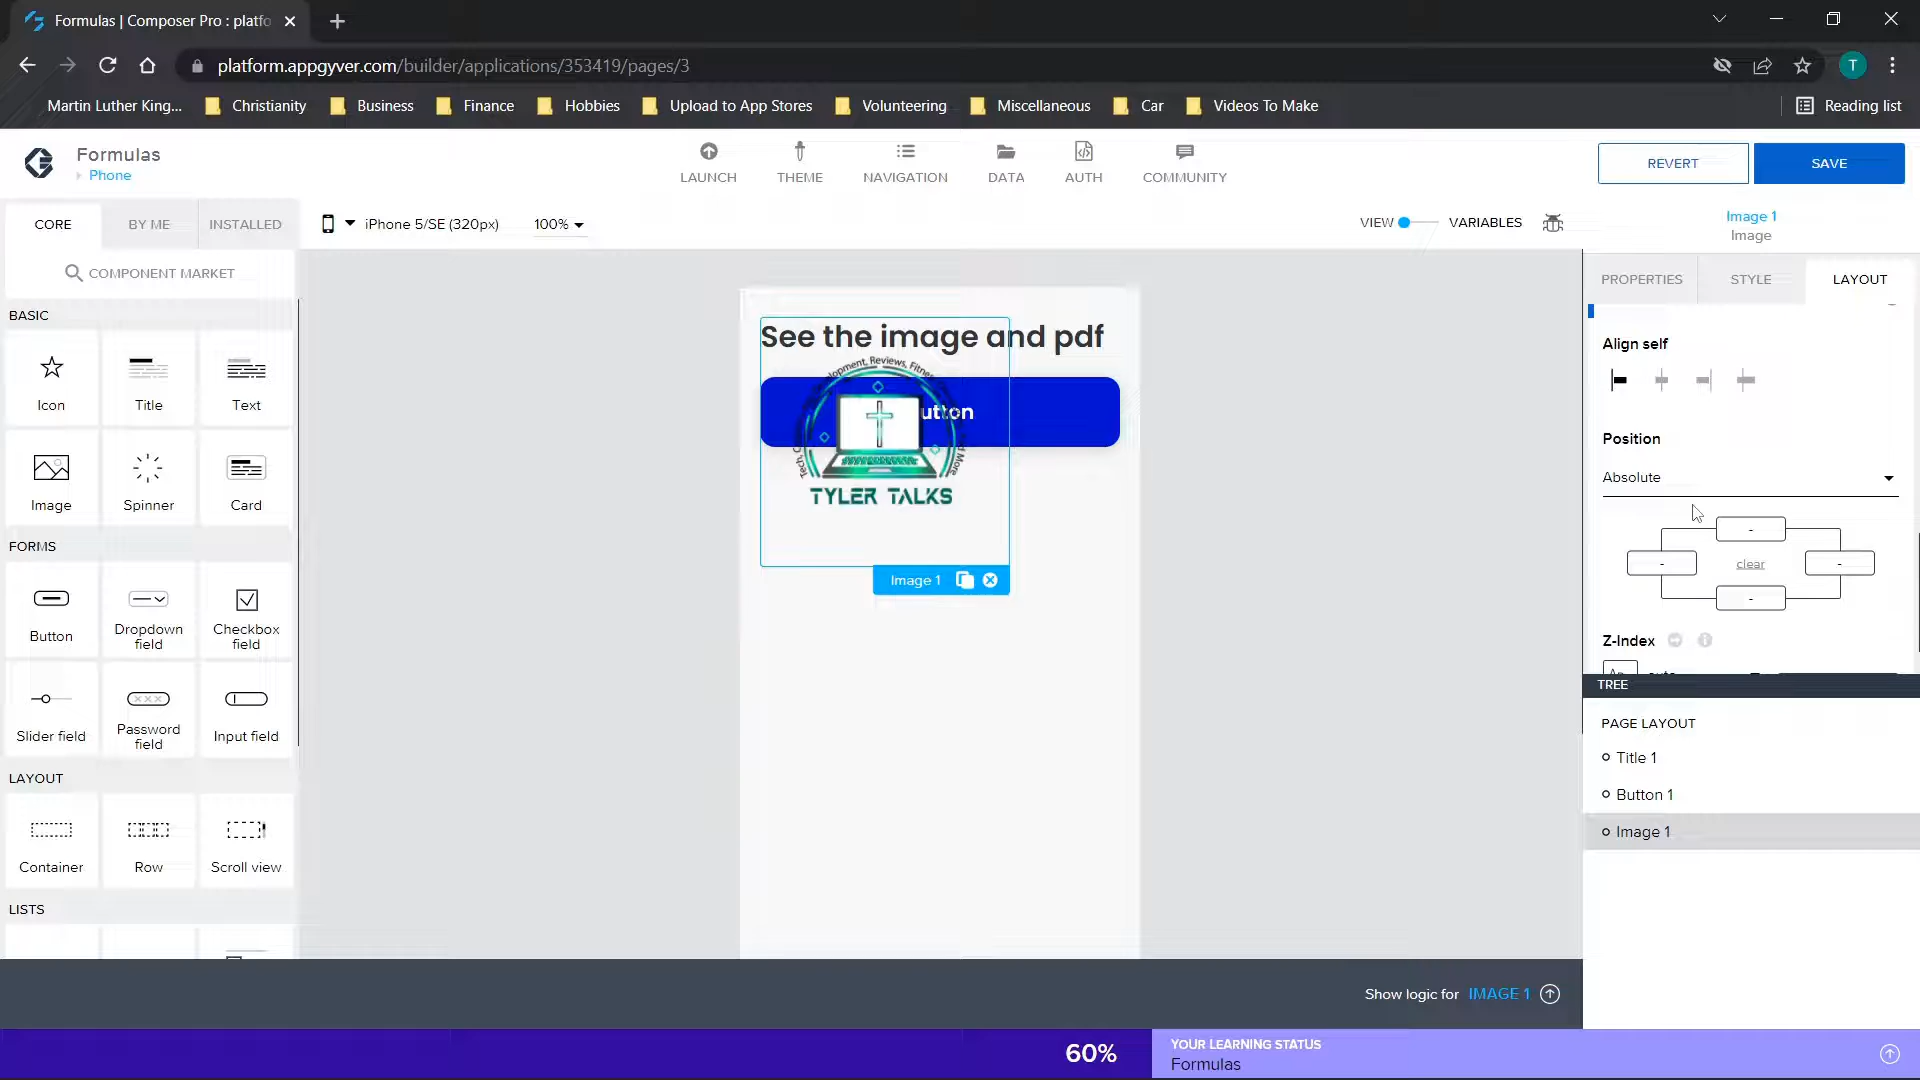 Formulas | Composer Pro : platfo
platform.appgyver.com/builder/applications/353419/pages/3
T
Martin Luther King...
Christianity
Business
Finance
Hobbies
Upload to App Stores
Volunteering
Miscellaneous
Car
Videos To Make
Reading list
Formulas
Phone
LAUNCH
THEME
NAVIGATION
DATA
AUTH
COMMUNITY
REVERT
SAVE
CORE
BY ME
INSTALLED
iPhone 5/SE (320px)
100%
VIEW
VARIABLES
Image 1
Image
COMPONENT MARKET
PROPERTIES
STYLE
LAYOUT
BASIC
Icon
Title
Text
Image
Spinner
Card
FORMS
Button
Dropdown
field
Checkbox
field
Slider field
Password
field
Input field
LAYOUT
Container
Row
Scroll view
LISTS
See the image and pdf
utton
TYLER TALKS
Image 1
Align self
Position
Absolute
-
-
clear
-
-
Z-Index
TREE
PAGE LAYOUT
Title 1
Button 1
Image 1
Show logic for IMAGE 1
60%
YOUR LEARNING STATUS
Formulas